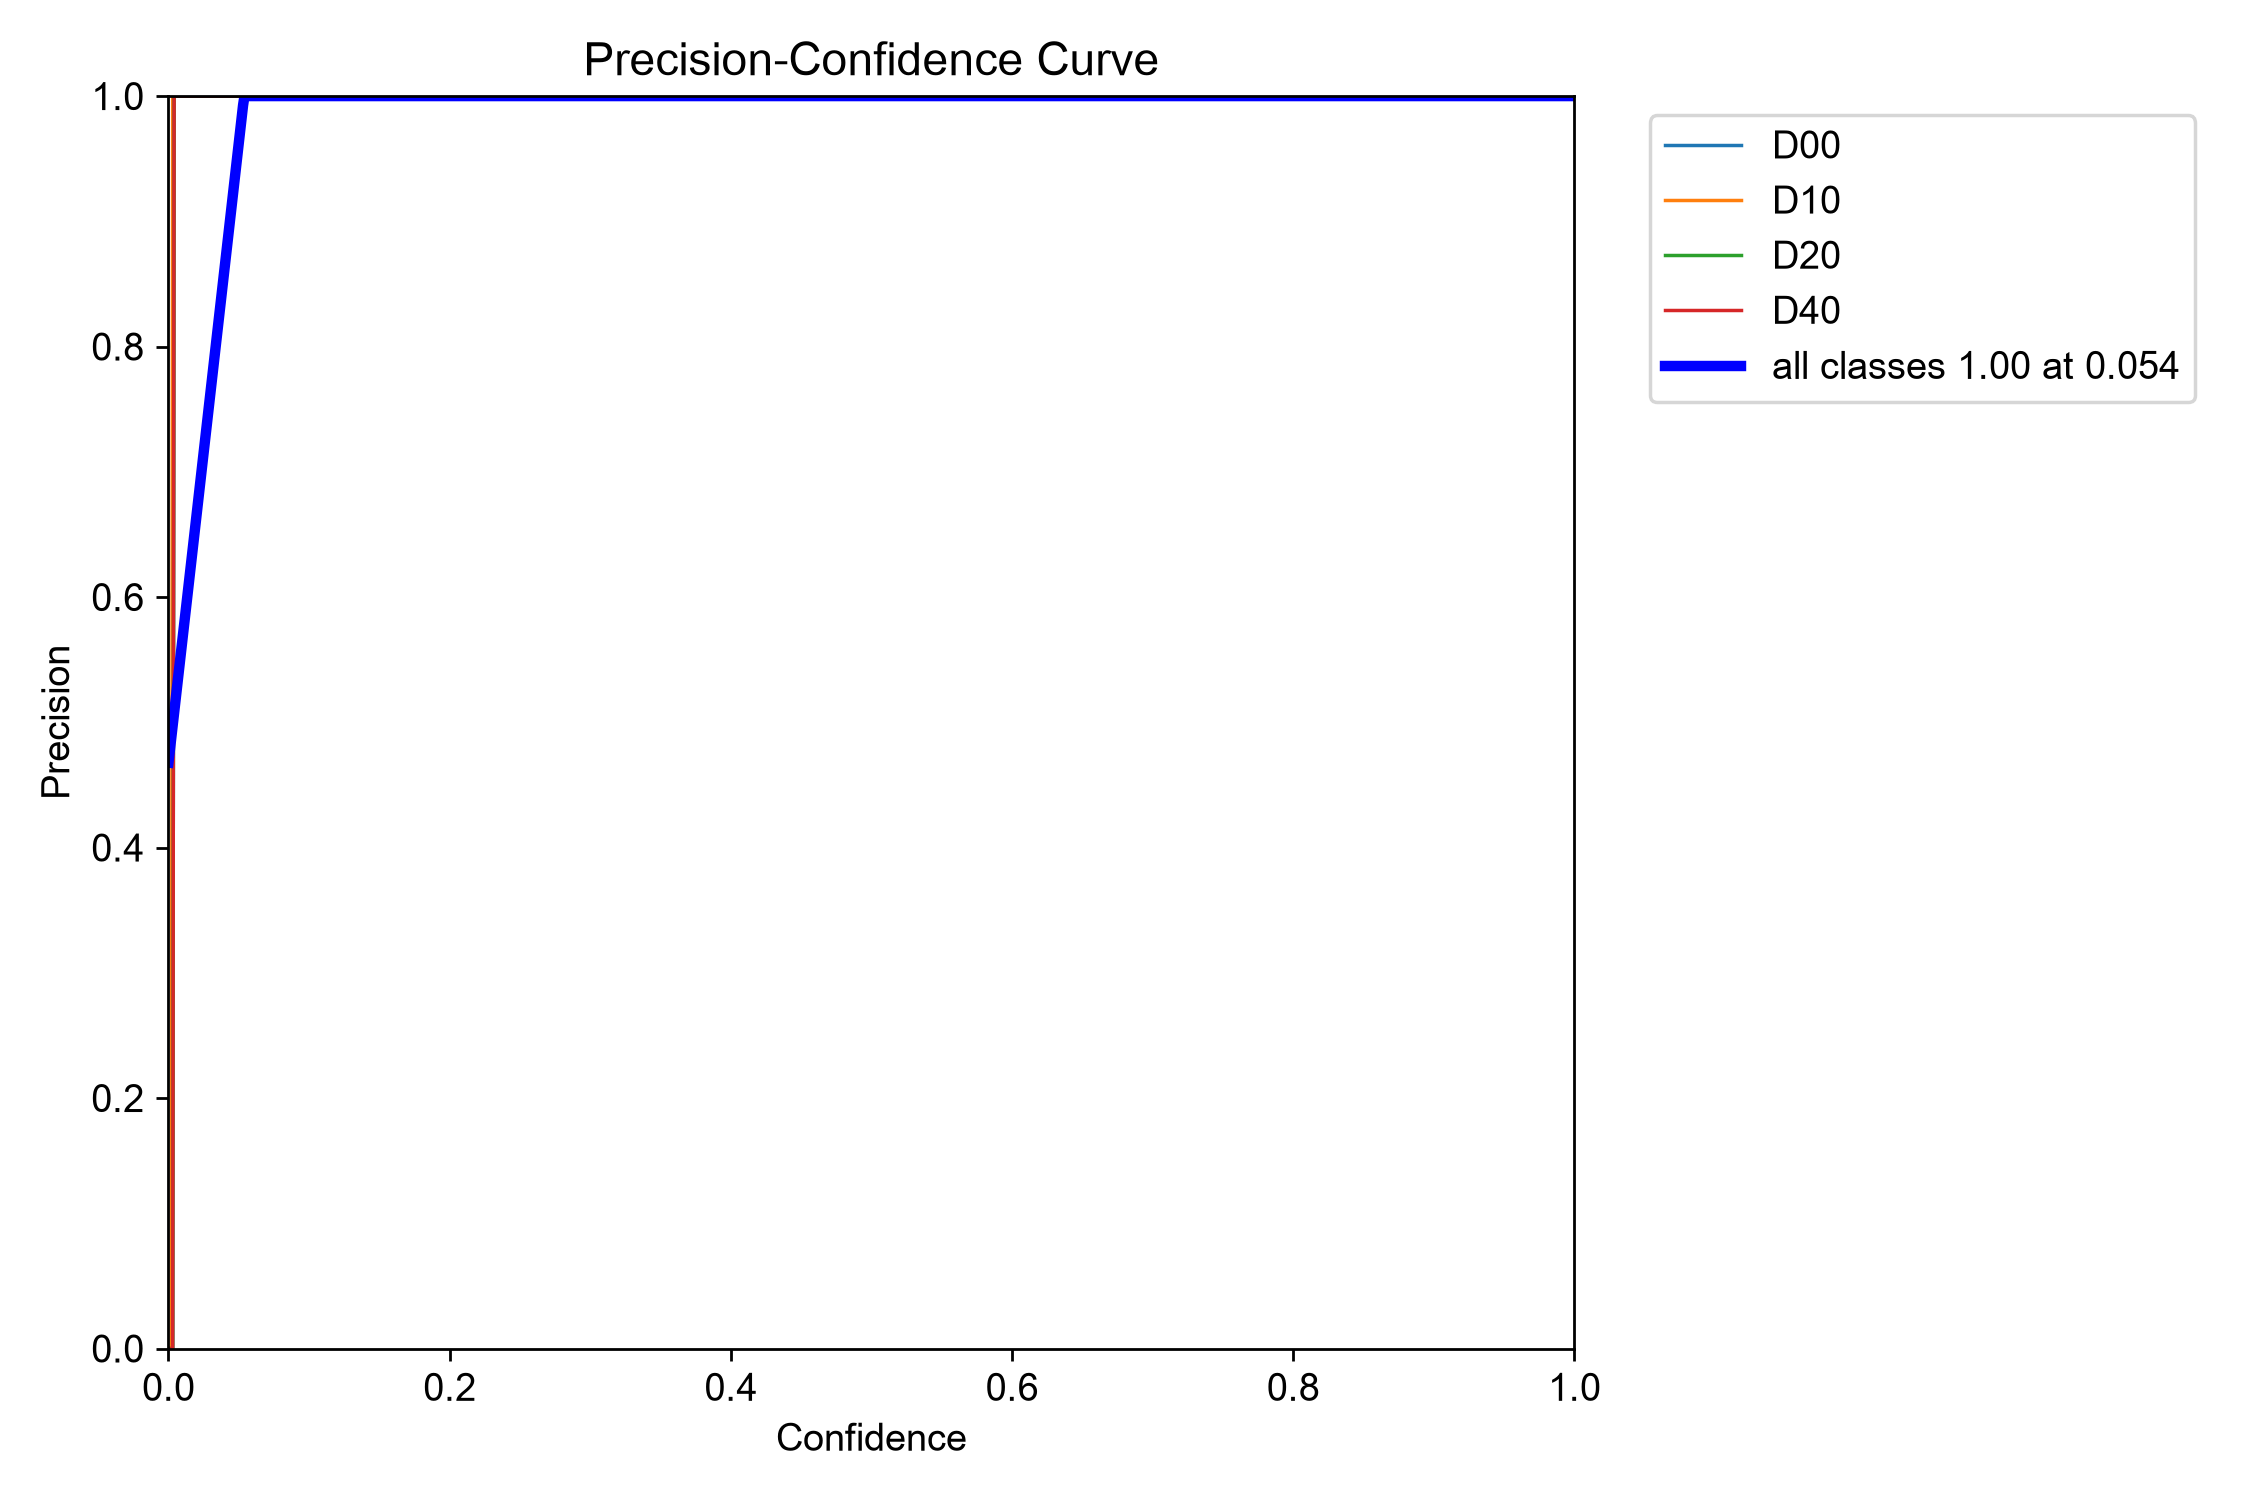 Precision-Confidence Curve
1.0
0.8
0.6
0.4
0.2
0.0
Precision
0.0 0.2 0.4 0.6 0.8 1.0
Confidence
D00
D10
D20
D40
all classes 1.00 at 0.054